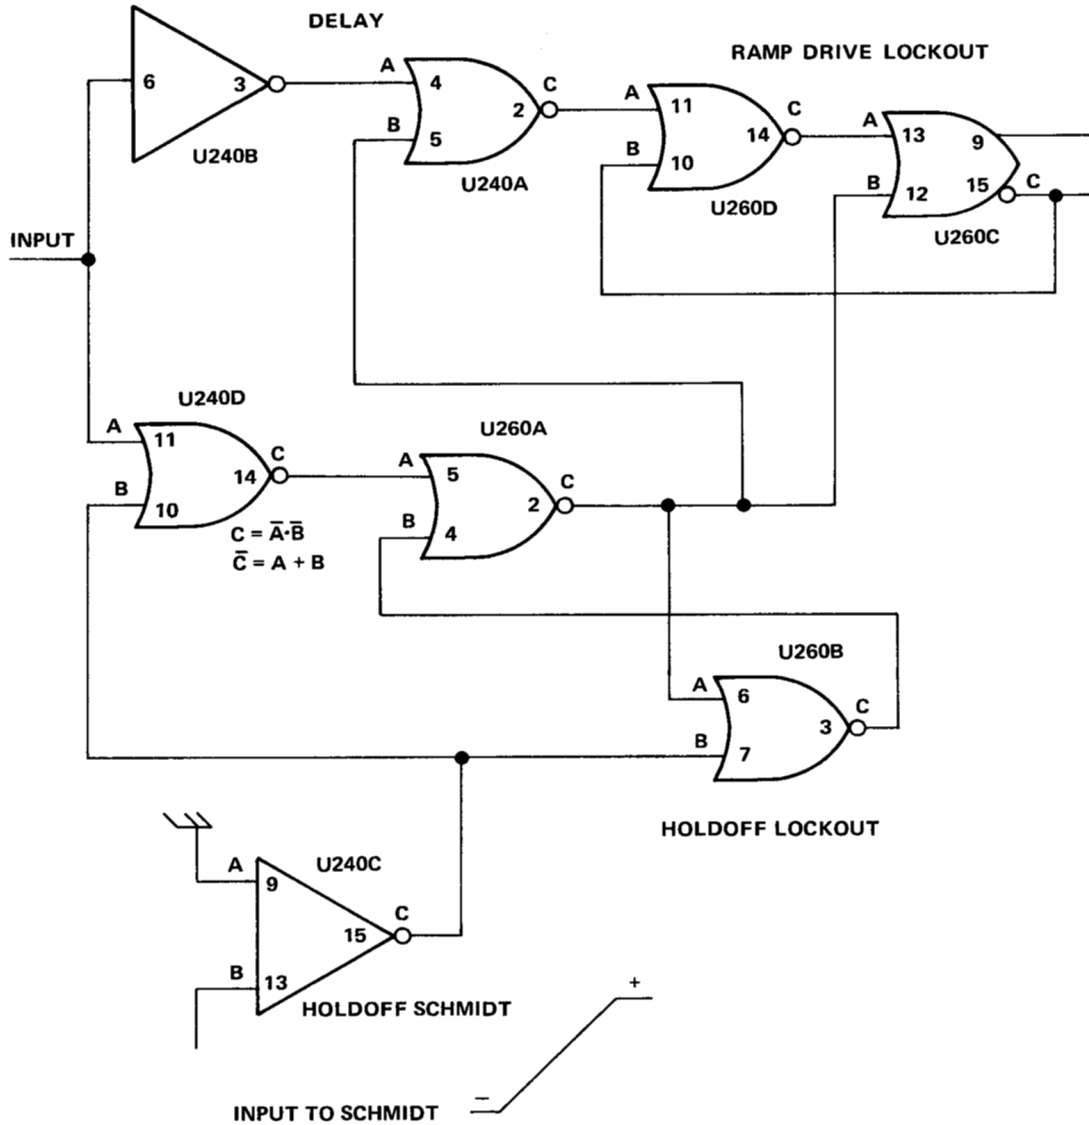 DELAY
RAMP DRIVE LOCKOUT
6
3
U240B
A
4
B
5
2
C
U240A
A
11
B
10
14
C
U260D
A
13
9
B
12
15
C
U260C
INPUT
U240D
A
11
B
10
14
C
C = A̅·B̅
C̅ = A + B
U260A
A
5
B
4
2
C
U260B
A
6
B
7
3
C
HOLDOFF LOCKOUT
U240C
A
9
B
13
15
C
HOLDOFF SCHMIDT
+
−
INPUT TO SCHMIDT